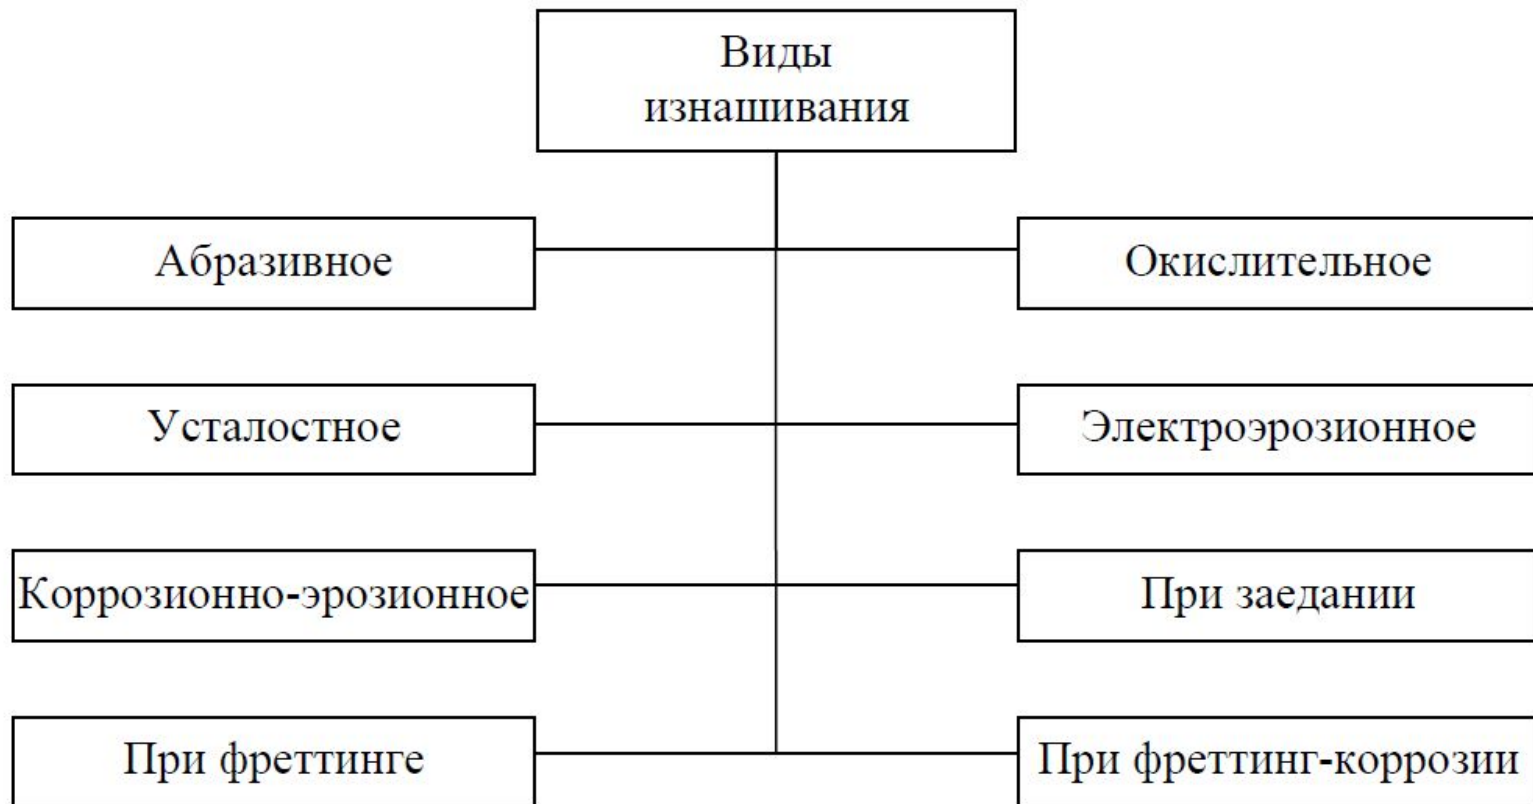 Виды
изнашивания
Абразивное
Окислительное
Усталостное
Электроэрозионное
Коррозионно-эрозионное
При заедании
При фреттинге
При фреттинг-коррозии